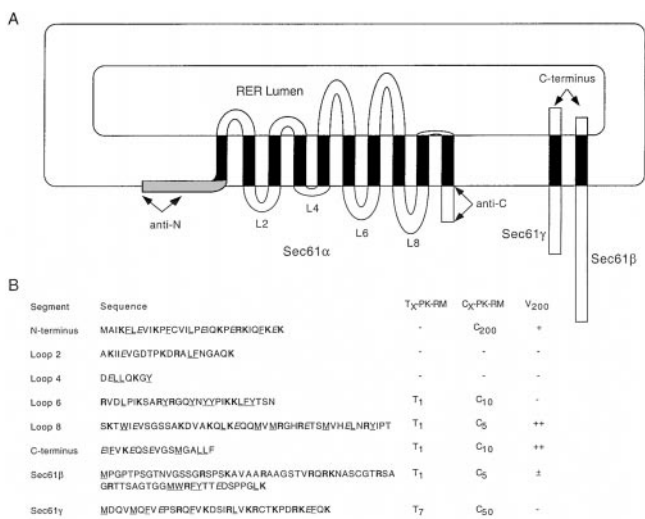 A
RER Lumen
C-terminus
anti-N
L2
L4
L6
L8
anti-C
Sec61α
Sec61γ
Sec61β
B
Segment Sequence Tx-PK-RM Cx-PK-RM V200
N-terminus MAIKFLEVIKPFCVILPEIQKPERKIQFKEK - C200 +
Loop 2 AKIIEVGDTPKDRALFNGAQK - - -
Loop 4 DELLQKGY - - -
Loop 6 RVDLPIKSARYRGQYNYYPIKKLFYTSN T1 C10 -
Loop 8 SKTWIEVSGSSAKDVAKQLKEQQMVMRGHRETSMVHELNRYIPT T1 C5 ++
C-terminus EIFVKEQSEVGSMGALLF T1 C10 ++
Sec61β MPGPTPSGTNVGSSGRSPSKAVAARAAGSTVRQRKNASCGTRSA T1 C5 ±
GRTTSAGTGGMWRFYTTEDSPPGLK
Sec61γ MDQVMQFVEPSRQFVKDSIRLVKRCTKPDRKEFQK T7 C50 -